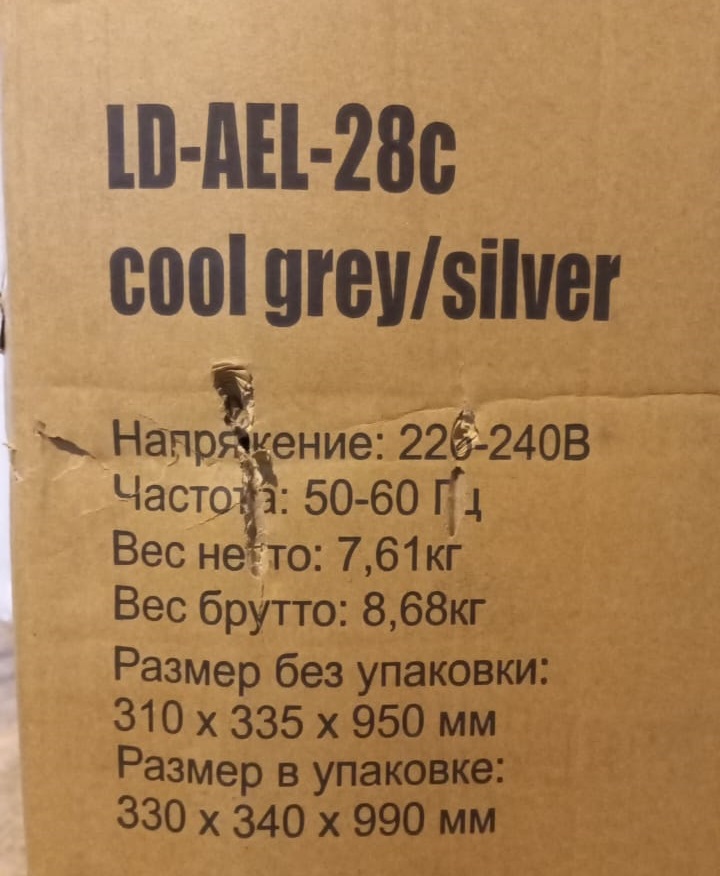 LD-AEL-28c
cool grey/silver
Напряжение: 220-240В
Частота: 50-60 Гц
Вес нетто: 7,61кг
Вес брутто: 8,68кг
Размер без упаковки:
310 х 335 х 950 мм
Размер в упаковке:
330 х 340 х 990 мм